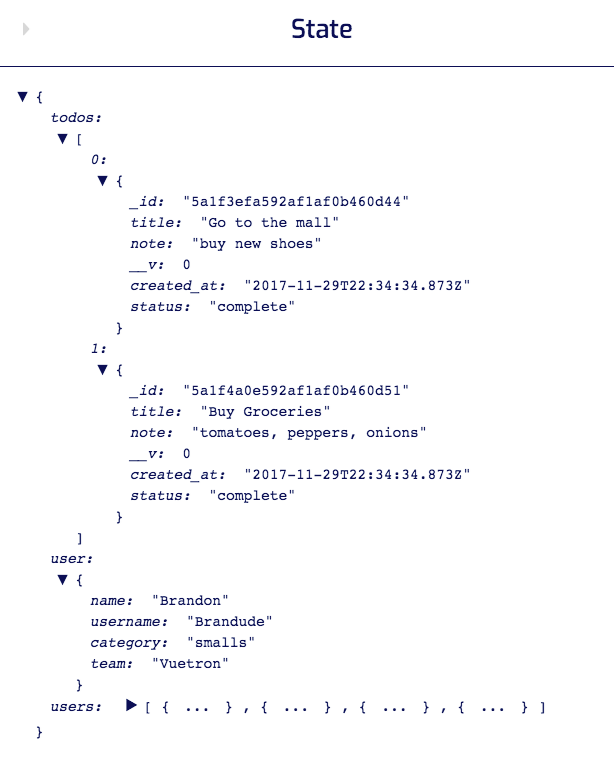 State
▼ {
todos:
▼ [
0:
▼ {
_id: "5a1f3efa592af1af0b460d44"
title: "Go to the mall"
note: "buy new shoes"
__v: 0
created_at: "2017-11-29T22:34:34.873Z"
status: "complete"
}
1:
▼ {
_id: "5a1f4a0e592af1af0b460d51"
title: "Buy Groceries"
note: "tomatoes, peppers, onions"
__v: 0
created_at: "2017-11-29T22:34:34.873Z"
status: "complete"
}
]
user:
▼ {
name: "Brandon"
username: "Brandude"
category: "smalls"
team: "Vuetron"
}
users: ▶ [ { ... } , { ... } , { ... } , { ... } ]
}